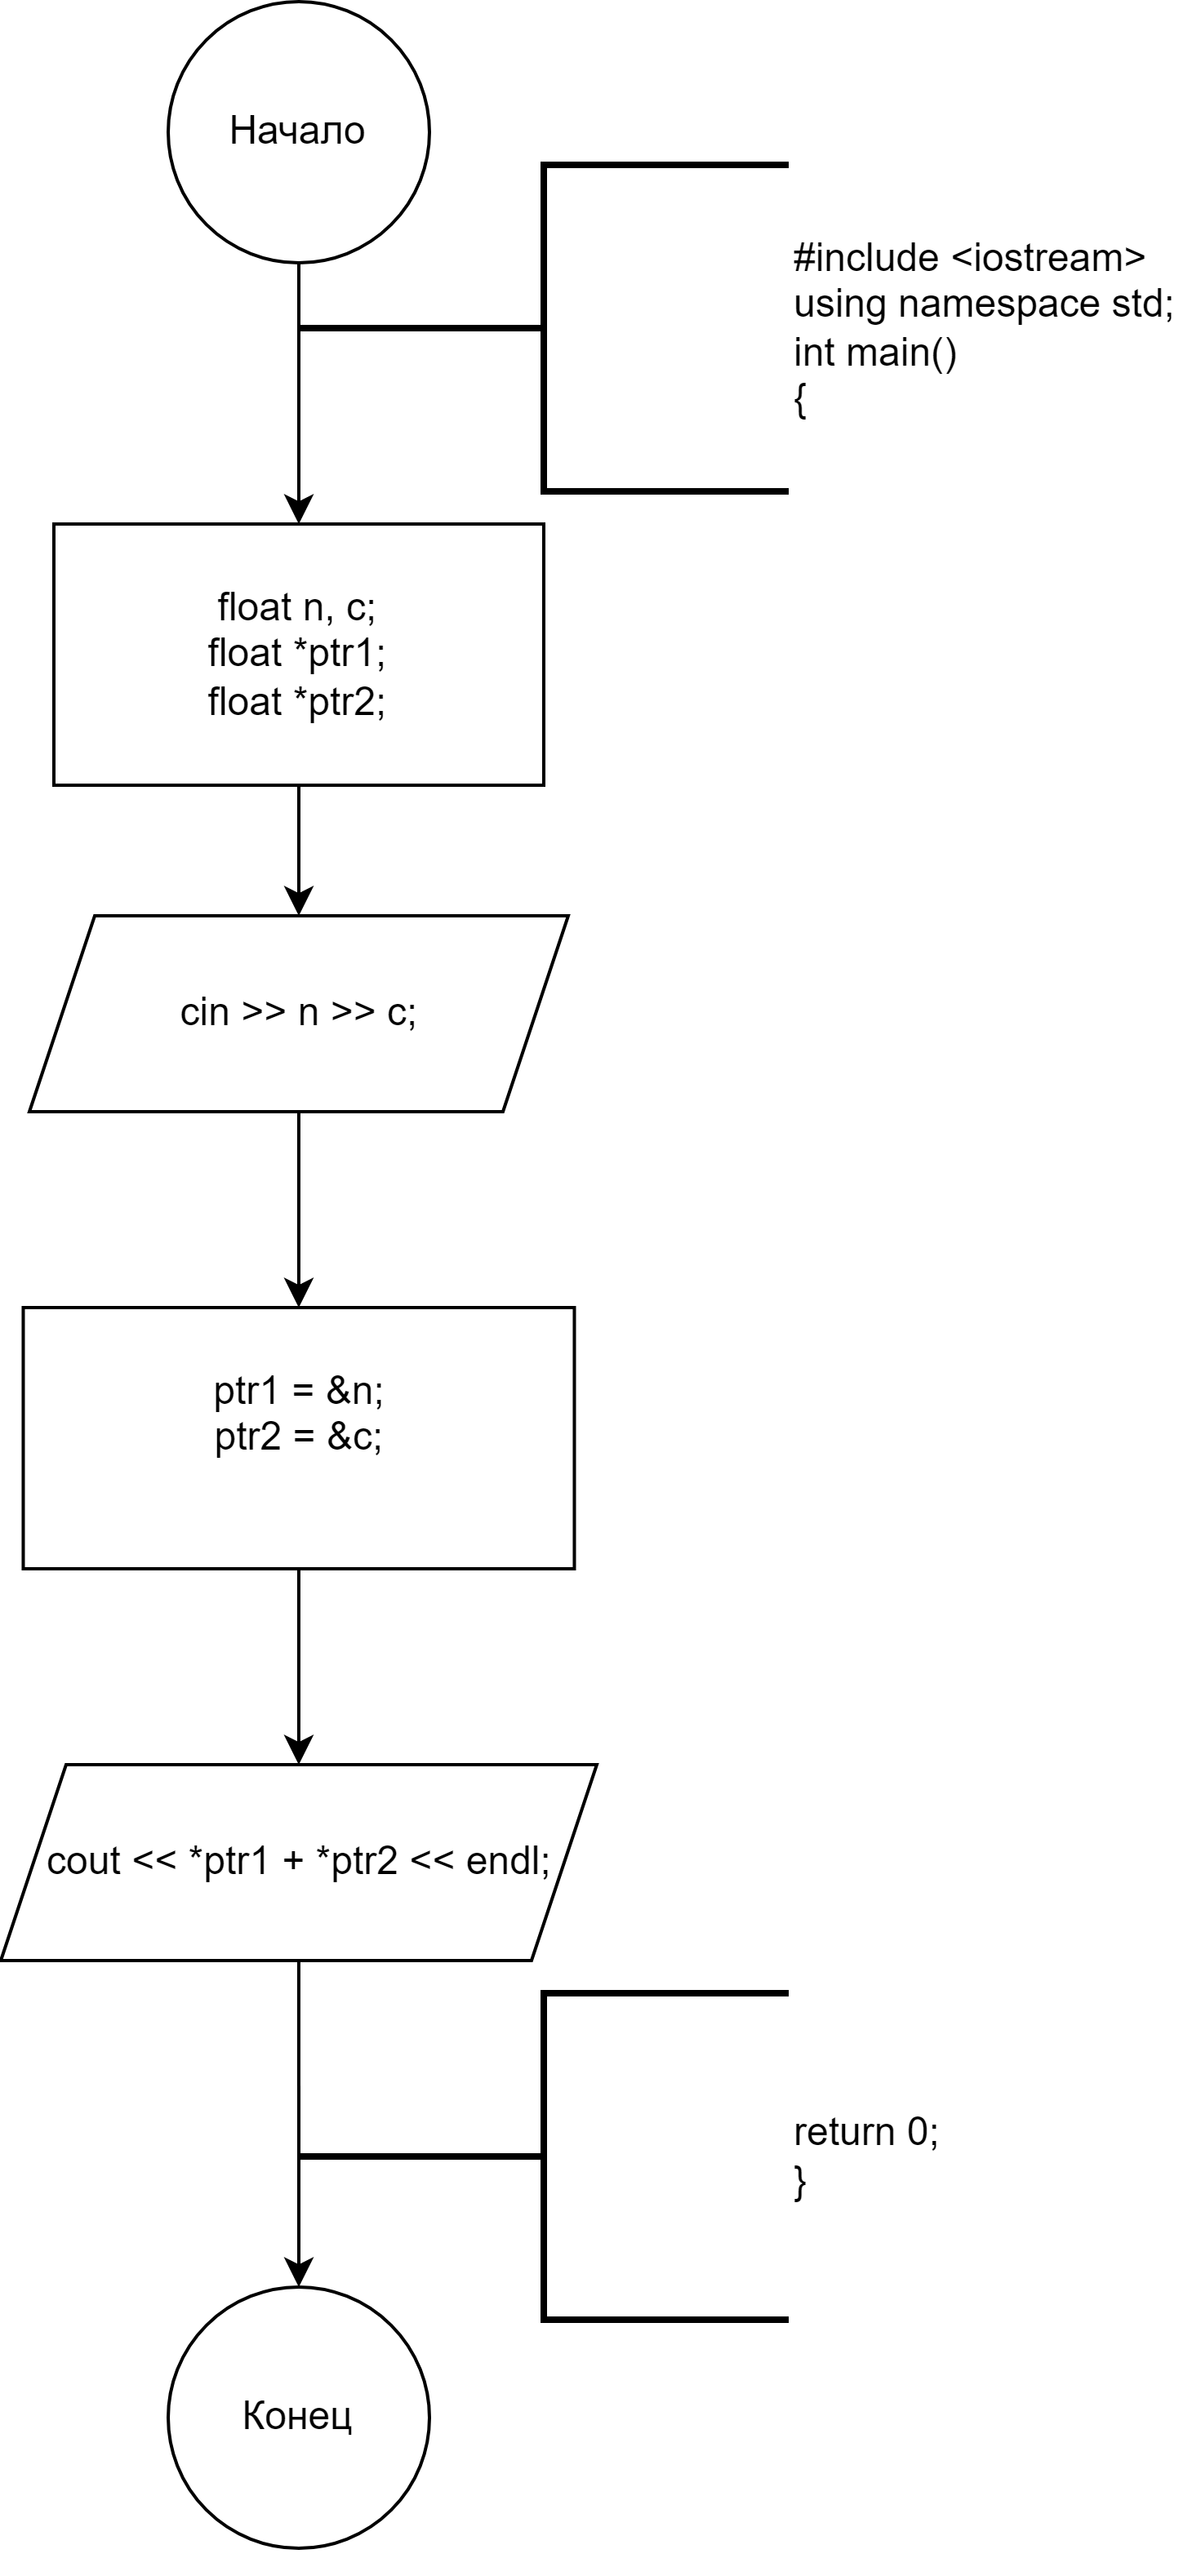 Начало
#include <iostream>
using namespace std;
int main()
{
float n, c;
float *ptr1;
float *ptr2;
cin >> n >> c;
ptr1 = &n;
ptr2 = &c;
cout << *ptr1 + *ptr2 << endl;
return 0;
}
Конец